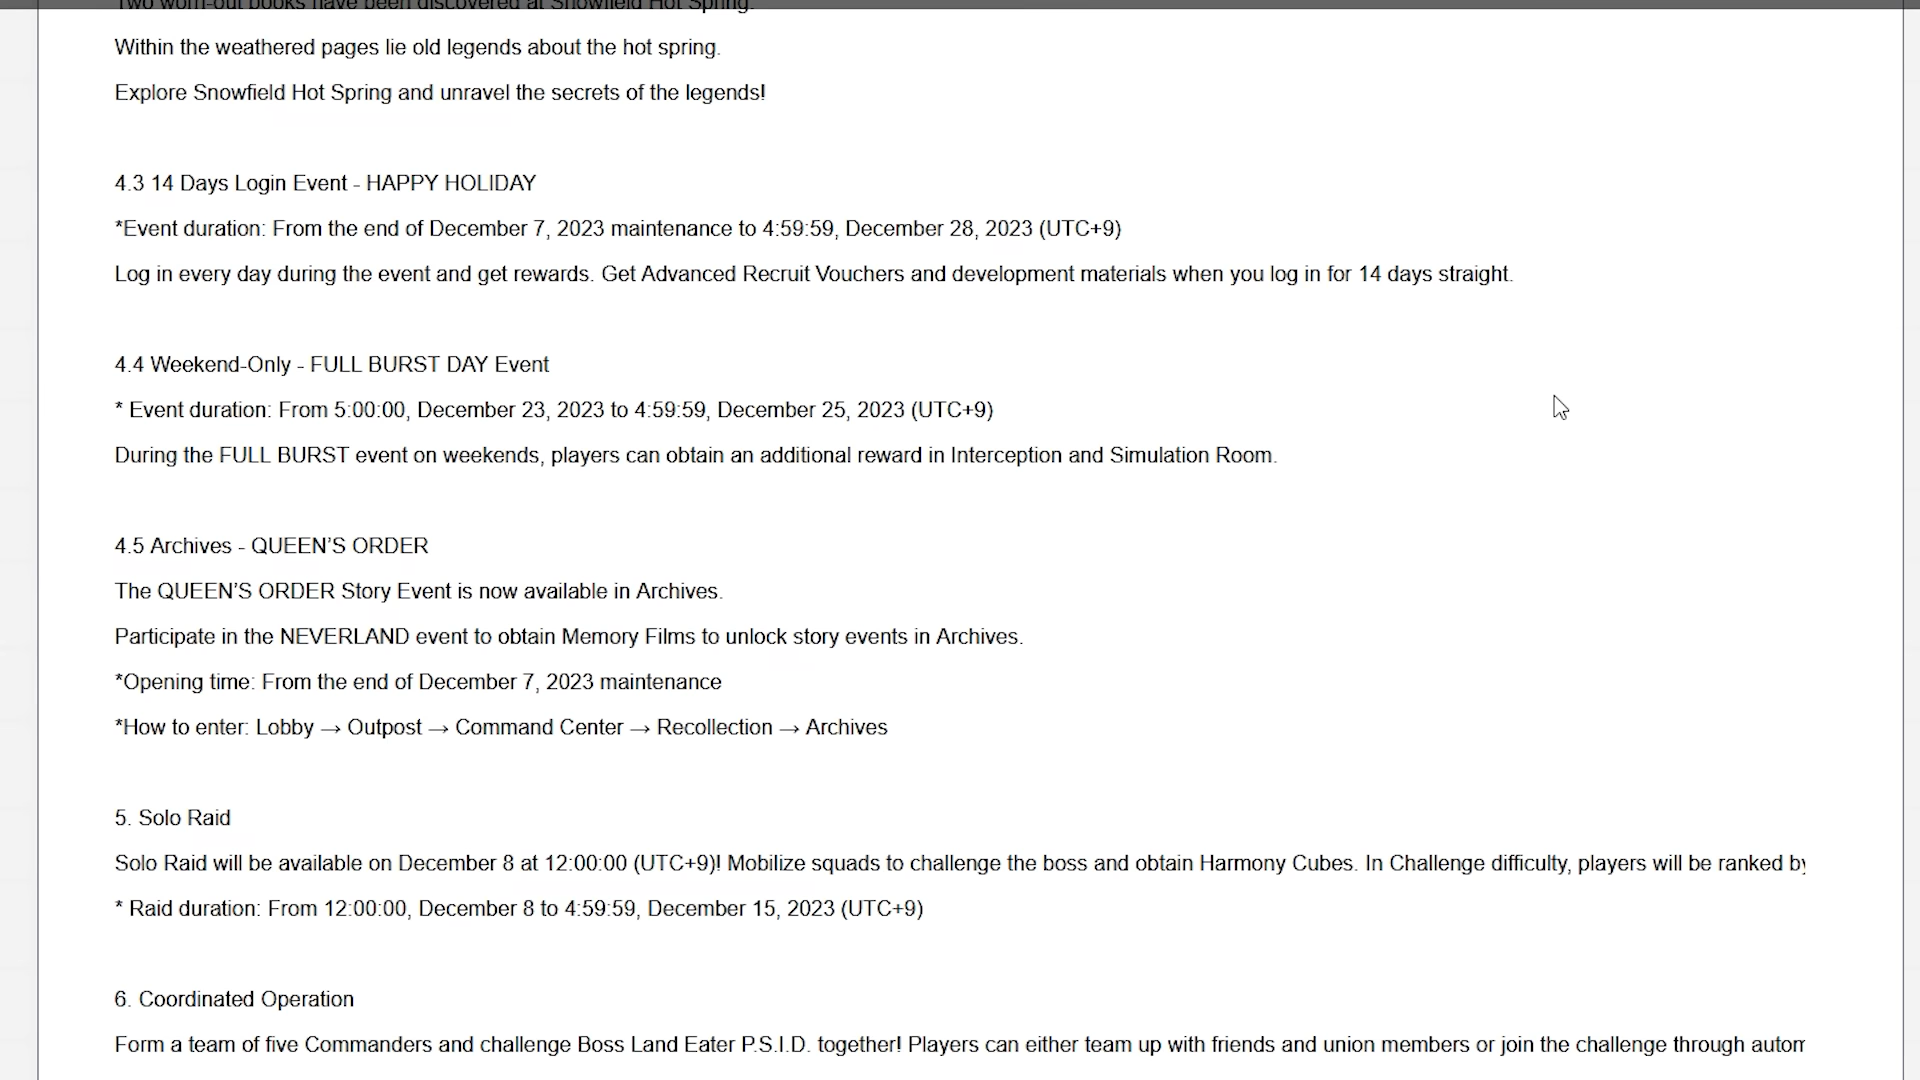 Two worn-out books have been discovered at Snowfield Hot Spring.
Within the weathered pages lie old legends about the hot spring.
Explore Snowfield Hot Spring and unravel the secrets of the legends!
4.3 14 Days Login Event - HAPPY HOLIDAY
*Event duration: From the end of December 7, 2023 maintenance to 4:59:59, December 28, 2023 (UTC+9)
Log in every day during the event and get rewards. Get Advanced Recruit Vouchers and development materials when you log in for 14 days straight.
4.4 Weekend-Only - FULL BURST DAY Event
* Event duration: From 5:00:00, December 23, 2023 to 4:59:59, December 25, 2023 (UTC+9)
During the FULL BURST event on weekends, players can obtain an additional reward in Interception and Simulation Room.
4.5 Archives - QUEEN’S ORDER
The QUEEN’S ORDER Story Event is now available in Archives.
Participate in the NEVERLAND event to obtain Memory Films to unlock story events in Archives.
*Opening time: From the end of December 7, 2023 maintenance
*How to enter: Lobby → Outpost → Command Center → Recollection → Archives
5. Solo Raid
Solo Raid will be available on December 8 at 12:00:00 (UTC+9)! Mobilize squads to challenge the boss and obtain Harmony Cubes. In Challenge difficulty, players will be ranked by
* Raid duration: From 12:00:00, December 8 to 4:59:59, December 15, 2023 (UTC+9)
6. Coordinated Operation
Form a team of five Commanders and challenge Boss Land Eater P.S.I.D. together! Players can either team up with friends and union members or join the challenge through autom